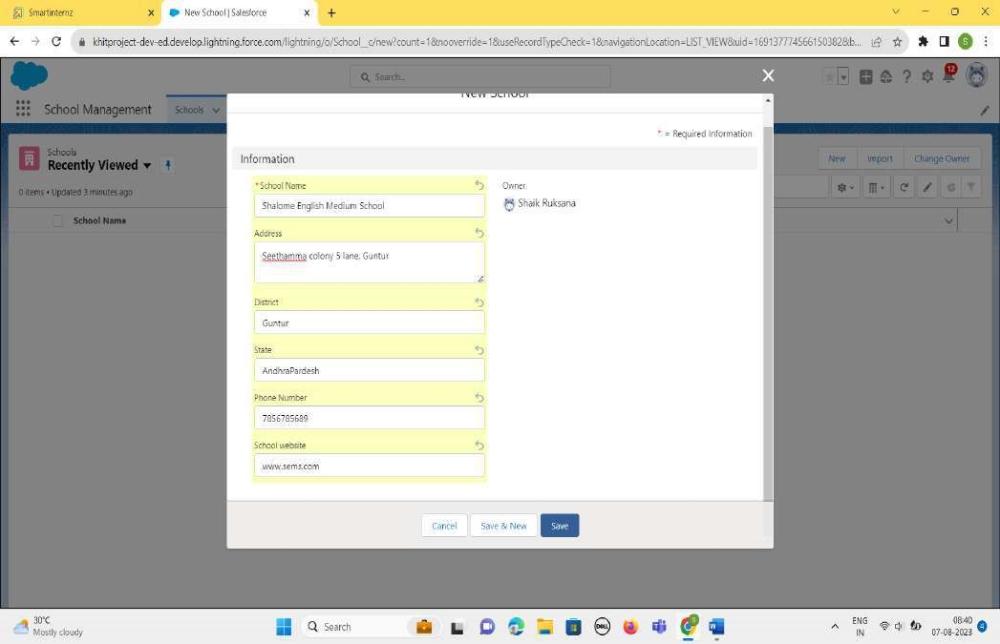 Smartinternz
New School | Salesforce
khitproject-dev-ed.develop.lightning.force.com/lightning/o/School__c/new?count=1&nooverride=1&useRecordTypeCheck=1&navigationLocation=LIST_VIEW&uid=169137774566150382&b...
S
Search...
12
School Management
Schools
New School
* = Required Information
Schools
Recently Viewed
New
Import
Change Owner
0 items • Updated 3 minutes ago
School Name
Information
*School Name
Shalome English Medium School
Owner
Shaik Ruksana
Address
Seethamma colony 5 lane, Guntur
District
Guntur
State
AndhraPardesh
Phone Number
7856785689
School website
www.sems.com
Cancel
Save & New
Save
30°C
Mostly cloudy
Search
DELL
ENG
IN
08:40
07-08-2023
4